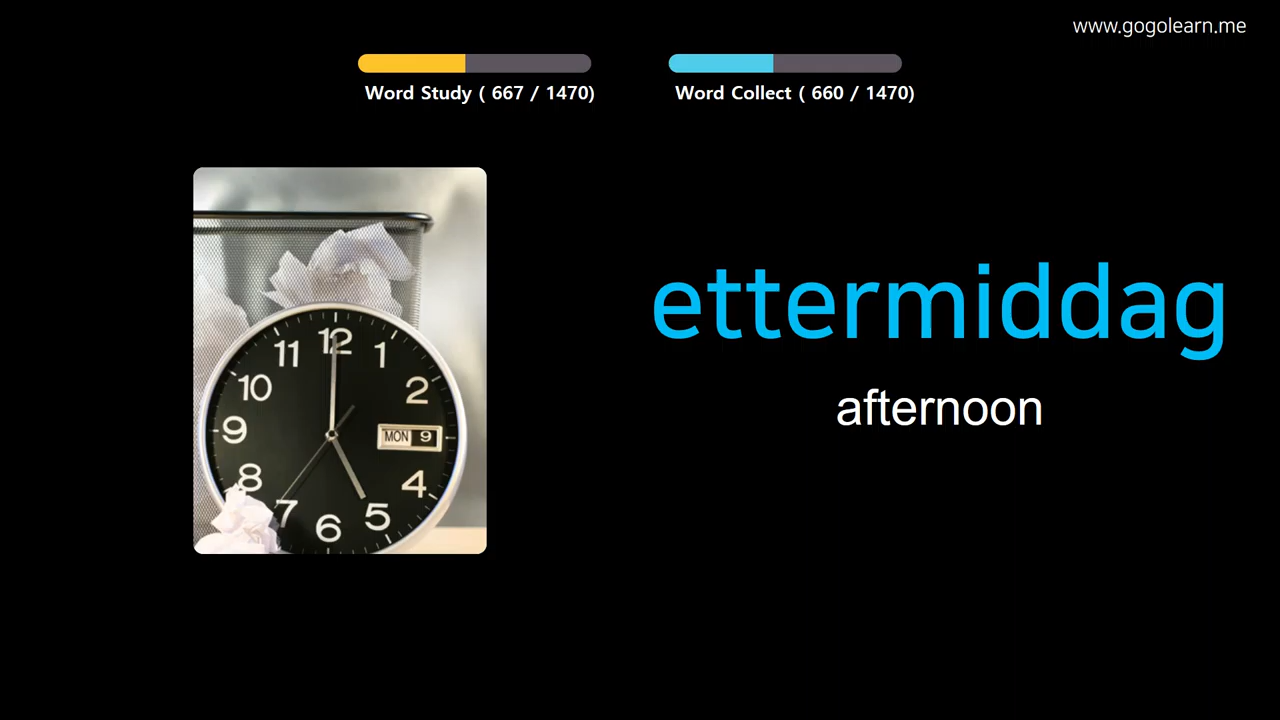 www.gogolearn.me
Word Study ( 667 / 1470)
Word Collect ( 660 / 1470)
ettermiddag
afternoon
12
11
1
10
2
9
MON 9
8
4
7
5
6